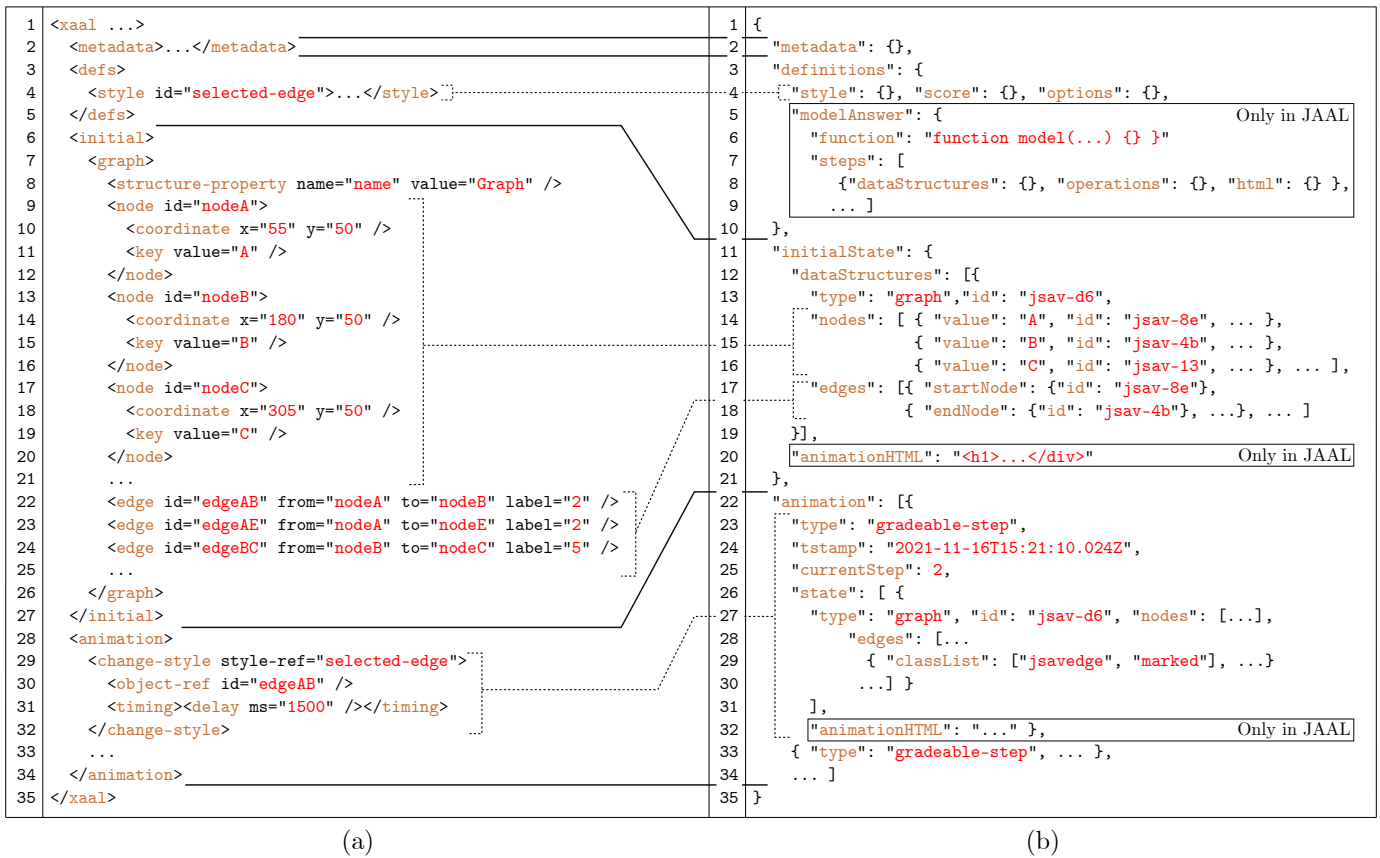 1 <xaal ...>
2   <metadata>...</metadata>
3   <defs>
4     <style id="selected-edge">...</style>
5   </defs>
6   <initial>
7     <graph>
8       <structure-property name="name" value="Graph" />
9       <node id="nodeA">
10         <coordinate x="55" y="50" />
11         <key value="A" />
12       </node>
13       <node id="nodeB">
14         <coordinate x="180" y="50" />
15         <key value="B" />
16       </node>
17       <node id="nodeC">
18         <coordinate x="305" y="50" />
19         <key value="C" />
20       </node>
21       ...
22       <edge id="edgeAB" from="nodeA" to="nodeB" label="2" />
23       <edge id="edgeAE" from="nodeA" to="nodeE" label="2" />
24       <edge id="edgeBC" from="nodeB" to="nodeC" label="5" />
25       ...
26     </graph>
27   </initial>
28   <animation>
29     <change-style style-ref="selected-edge">
30       <object-ref id="edgeAB" />
31       <timing><delay ms="1500" /></timing>
32     </change-style>
33     ...
34   </animation>
35 </xaal>
(a)
1 {
2   "metadata": {},
3   "definitions": {
4     "style": {}, "score": {}, "options": {},
5     "modelAnswer": { Only in JAAL
6       "function": "function model(...) {} }"
7       "steps": [
8          {"dataStructures": {}, "operations": {}, "html": {} },
9         ... ]
10   },
11   "initialState": {
12     "dataStructures": [{
13       "type": "graph","id": "jsav-d6",
14       "nodes": [ { "value": "A", "id": "jsav-8e", ... },
15                  { "value": "B", "id": "jsav-4b", ... },
16                  { "value": "C", "id": "jsav-13", ... }, ... ],
17       "edges": [{ "startNode": {"id": "jsav-8e"},
18                 { "endNode": {"id": "jsav-4b"}, ...}, ... ]
19     }],
20     "animationHTML": "<h1>...</div>" Only in JAAL
21   },
22   "animation": [{
23     "type": "gradeable-step",
24     "tstamp": "2021-11-16T15:21:10.024Z",
25     "currentStep": 2,
26     "state": [ {
27       "type": "graph", "id": "jsav-d6", "nodes": [...],
28           "edges": [...
29             { "classList": ["jsavedge", "marked"], ...}
30            ...] }
31       ],
32       "animationHTML": "..." }, Only in JAAL
33     { "type": "gradeable-step", ... },
34     ... ]
35 }
(b)